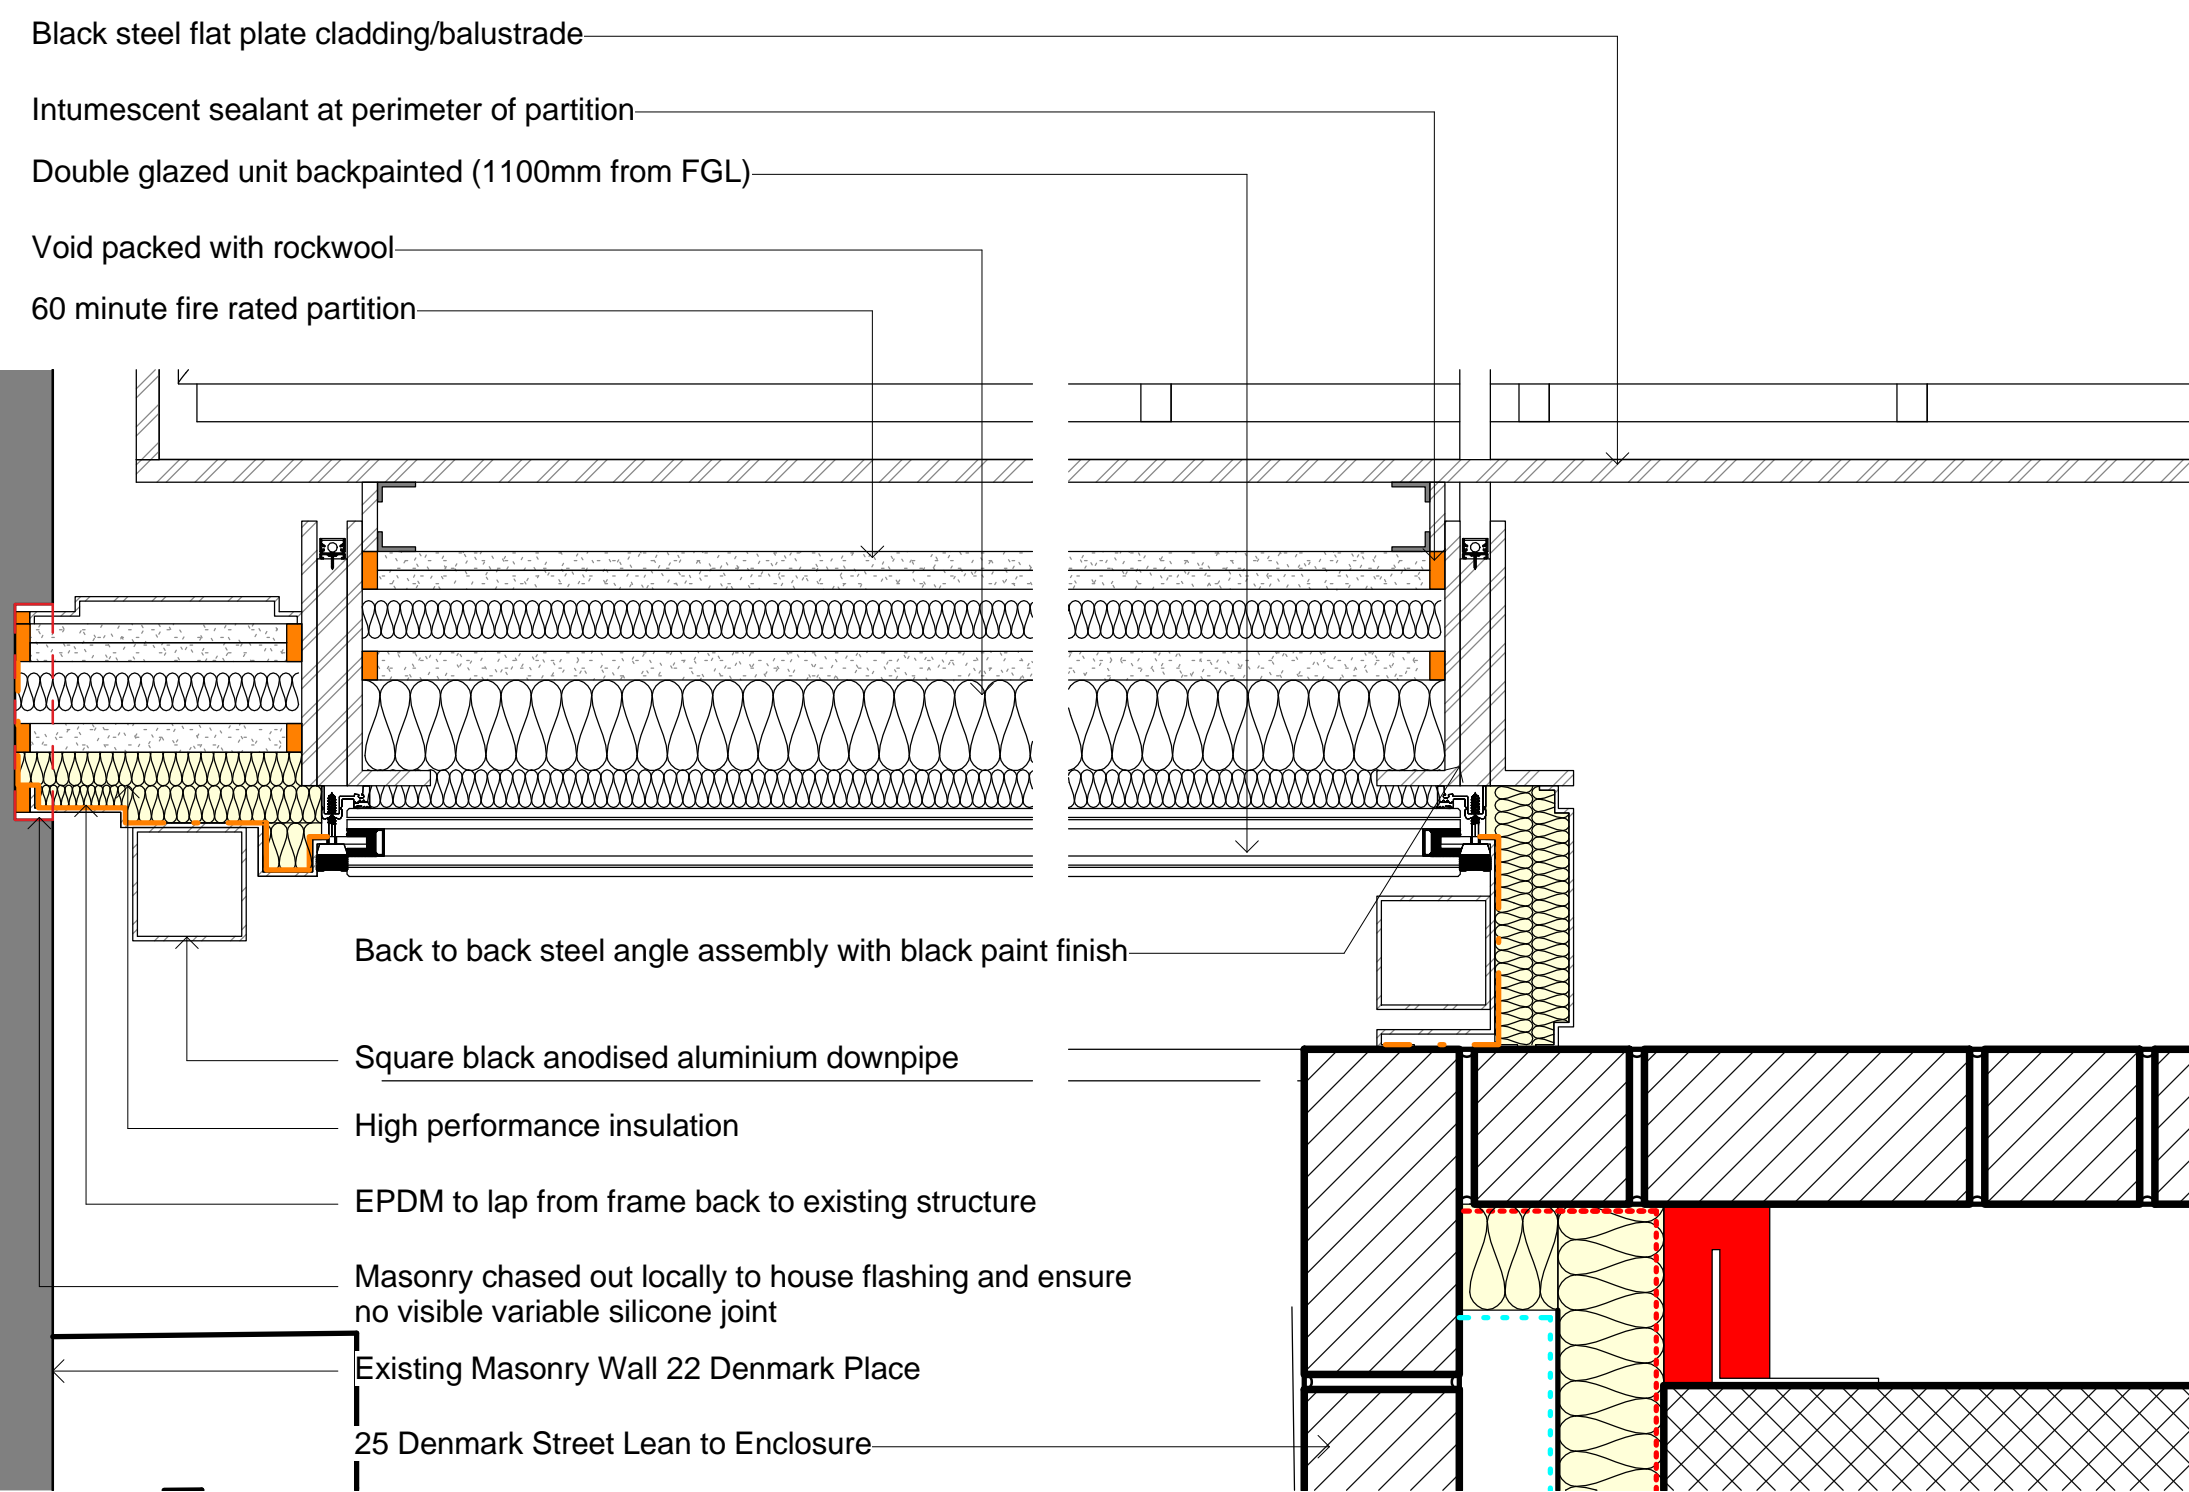 Black steel flat plate cladding/balustrade
Intumescent sealant at perimeter of partition
Double glazed unit backpainted (1100mm from FGL)
Void packed with rockwool
60 minute fire rated partition
Back to back steel angle assembly with black paint finish
Square black anodised aluminium downpipe
High performance insulation
EPDM to lap from frame back to existing structure
Masonry chased out locally to house flashing and ensure
no visible variable silicone joint
Existing Masonry Wall 22 Denmark Place
25 Denmark Street Lean to Enclosure